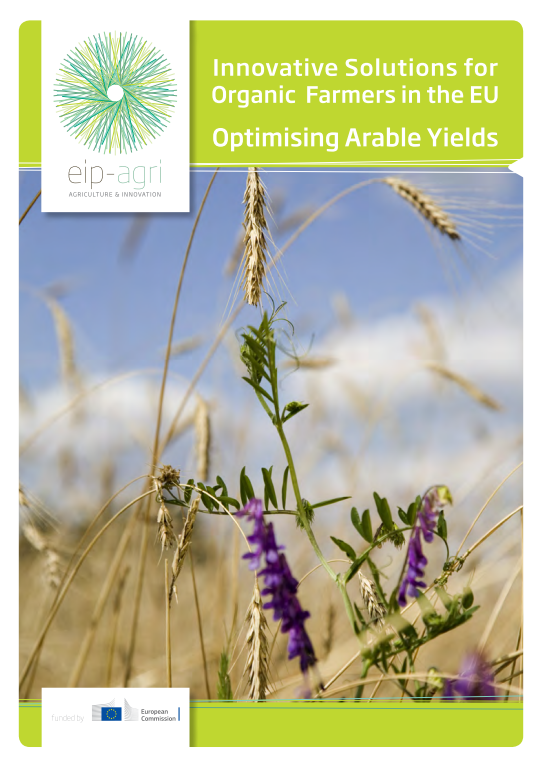 Innovative Solutions for
Organic Farmers in the EU
Optimising Arable Yields
eip-agri
AGRICULTURE & INNOVATION
funded by
European
Commission